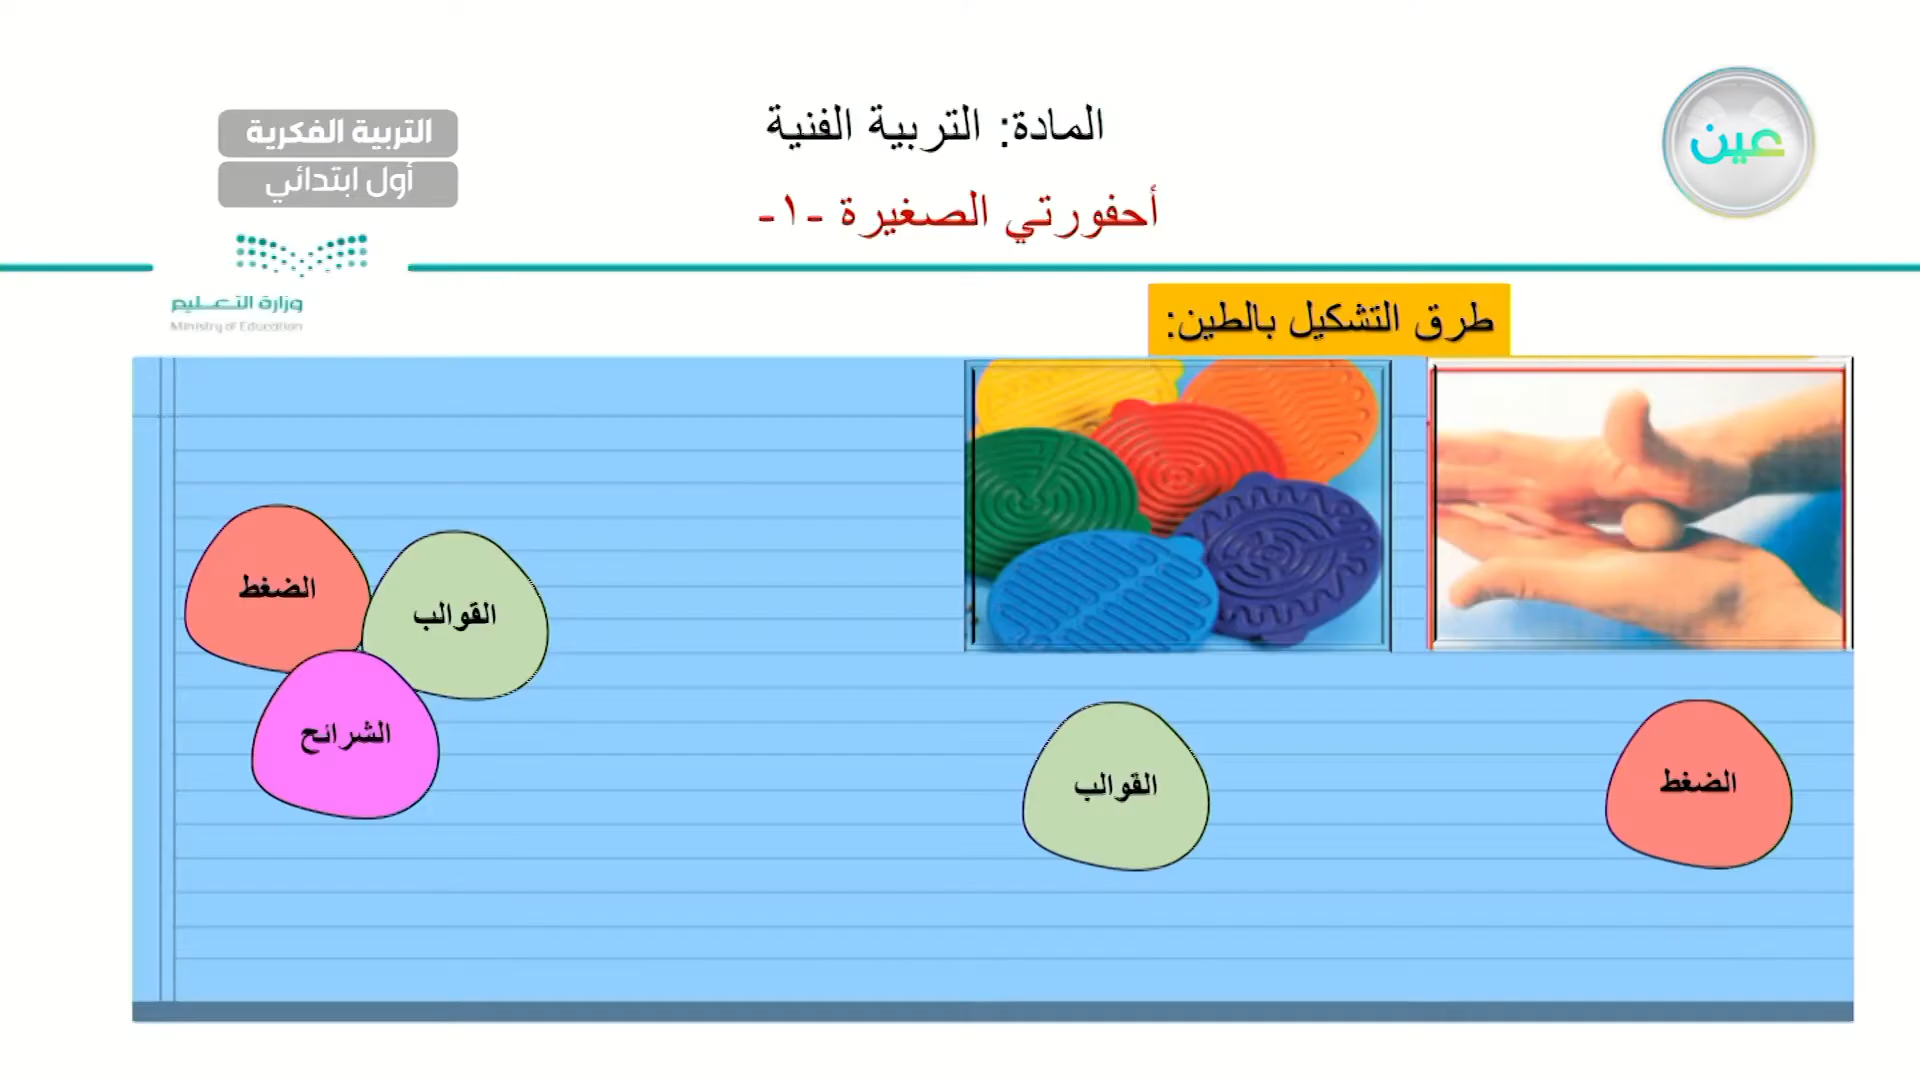 عين
المادة: التربية الفنية
أحفورتي الصغيرة -١-
التربية الفكرية
أول ابتدائي
وزارة التعـــليم
Ministry of Education
طرق التشكيل بالطين:
الضغط
القوالب
القوالب
الضغط
الشرائح